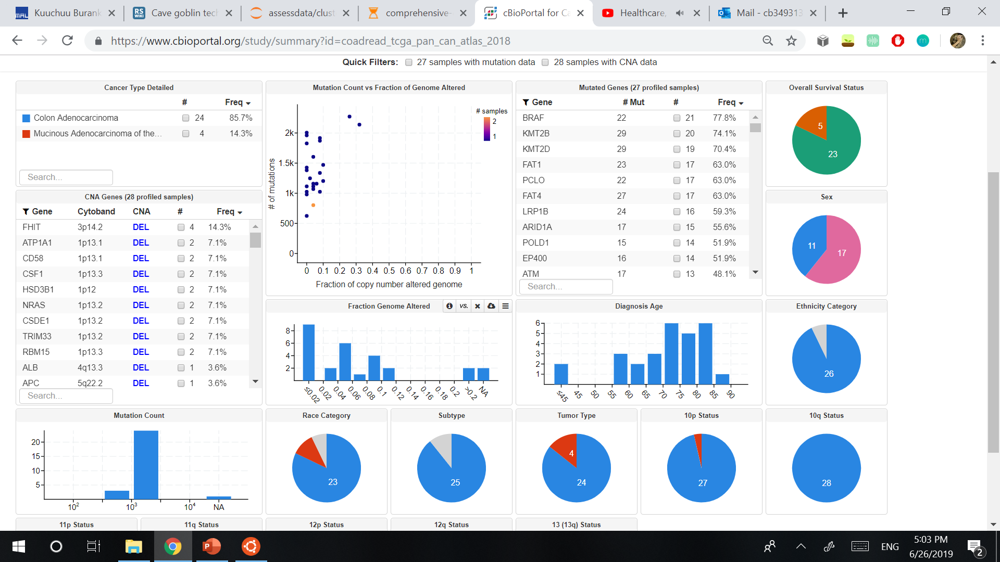 Kuuchuu Burank
Cave goblin tech
assessdata/clust
comprehensive-
cBioPortal for Ca
Healthcare,
Mail - cb349313
https://www.cbioportal.org/study/summary?id=coadread_tcga_pan_can_atlas_2018
Quick Filters: 27 samples with mutation data 28 samples with CNA data
Cancer Type Detailed
# Freq
Colon Adenocarcinoma 24 85.7%
Mucinous Adenocarcinoma of the... 4 14.3%
Search...
Mutation Count vs Fraction of Genome Altered
# samples
2
1
# of mutations
2k
1.5k
1k
500
0
0 0.1 0.2 0.3 0.4 0.5 0.6 0.7 0.8 0.9 1
Fraction of copy number altered genome
Mutated Genes (27 profiled samples)
Gene # Mut # Freq
BRAF 22 21 77.8%
KMT2B 29 20 74.1%
KMT2D 29 19 70.4%
FAT1 23 17 63.0%
PCLO 22 17 63.0%
FAT4 27 17 63.0%
LRP1B 24 16 59.3%
ARID1A 17 15 55.6%
POLD1 15 14 51.9%
EP400 16 14 51.9%
ATM 17 13 48.1%
Search...
Overall Survival Status
5
23
CNA Genes (28 profiled samples)
Gene Cytoband CNA # Freq
FHIT 3p14.2 DEL 4 14.3%
ATP1A1 1p13.1 DEL 2 7.1%
CD58 1p13.1 DEL 2 7.1%
CSF1 1p13.3 DEL 2 7.1%
HSD3B1 1p12 DEL 2 7.1%
NRAS 1p13.2 DEL 2 7.1%
CSDE1 1p13.2 DEL 2 7.1%
TRIM33 1p13.2 DEL 2 7.1%
RBM15 1p13.3 DEL 2 7.1%
ALB 4q13.3 DEL 1 3.6%
APC 5q22.2 DEL 1 3.6%
Search...
Sex
11
17
Fraction Genome Altered vs.
8
6
4
2
≤0.02 0.02 0.04 0.06 0.08 0.1 0.12 0.14 0.16 0.18 0.2 >0.2 NA
Diagnosis Age
6
5
4
3
2
1
≤45 45 50 55 60 65 70 75 80 85 90
Ethnicity Category
26
Mutation Count
20
15
10
5
10² 10³ 10⁴ NA
Race Category
23
Subtype
25
Tumor Type
4
24
10p Status
27
10q Status
28
11p Status
11q Status
12p Status
12q Status
13 (13q) Status
ENG
5:03 PM
6/26/2019
2